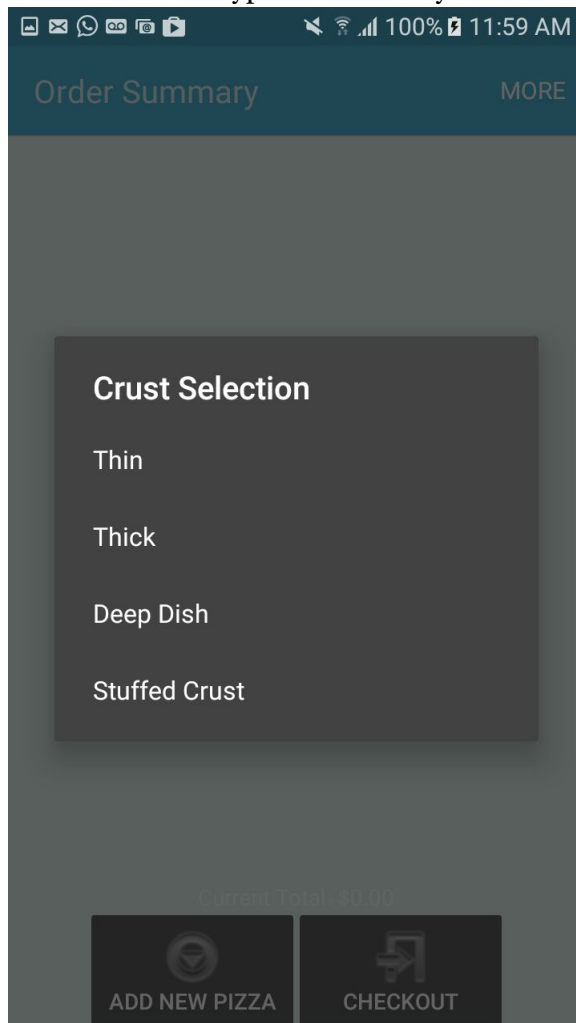 100% 11:59 AM
Order Summary MORE
Crust Selection
Thin
Thick
Deep Dish
Stuffed Crust
Current Total: $0.00
ADD NEW PIZZA CHECKOUT